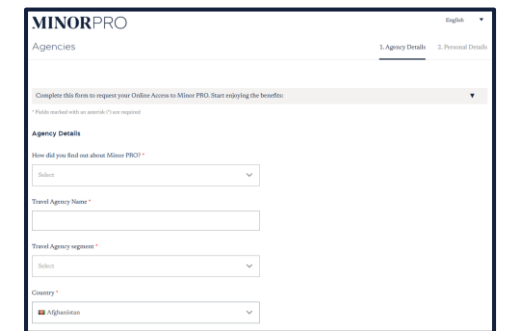 MINORPRO
English
Agencies
1. Agency Details
2. Personal Details
Complete this form to request your Online Access to Minor PRO. Start enjoying the benefits:
* Fields marked with an asterisk (*) are required
Agency Details
How did you find out about Minor PRO? *
Select
Travel Agency Name *
Travel Agency segment *
Select
Country *
Afghanistan